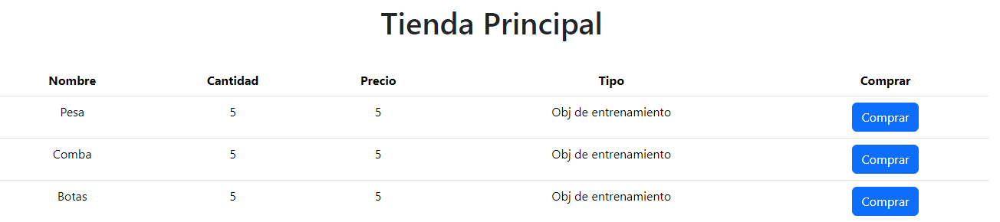 Tienda Principal
Nombre Cantidad Precio Tipo Comprar
Pesa 5 5 Obj de entrenamiento Comprar
Comba 5 5 Obj de entrenamiento Comprar
Botas 5 5 Obj de entrenamiento Comprar